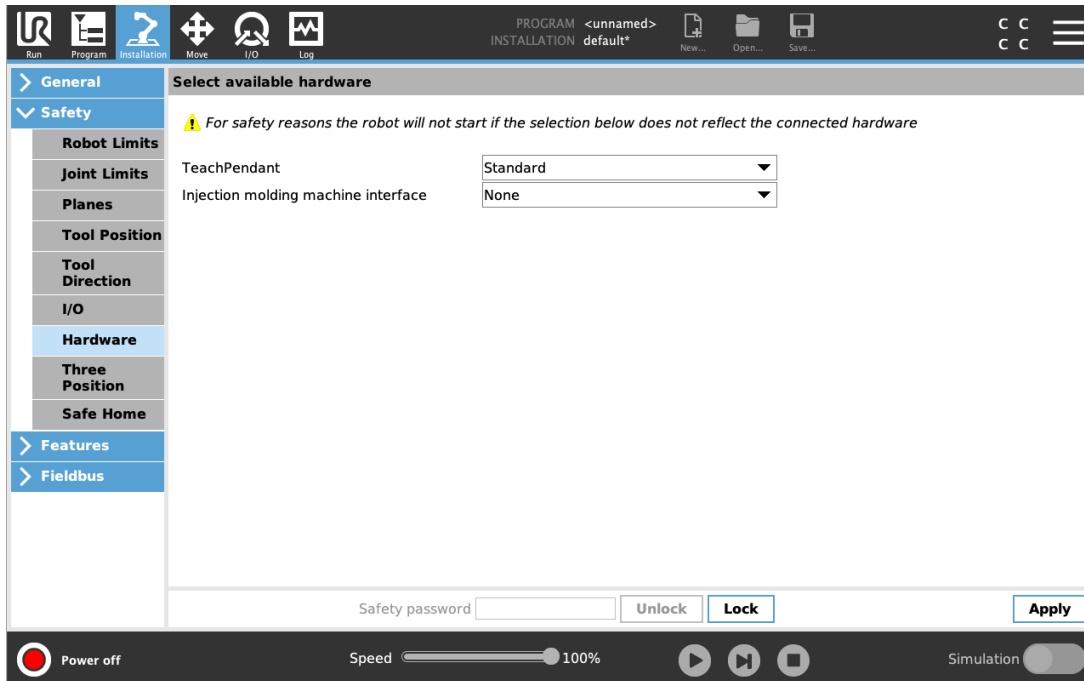 UR
Run
Program
Installation
Move
I/O
Log
PROGRAM <unnamed>
INSTALLATION default*
New...
Open...
Save...
C C
C C
General
Safety
Robot Limits
Joint Limits
Planes
Tool Position
Tool
Direction
I/O
Hardware
Three
Position
Safe Home
Features
Fieldbus
Select available hardware
For safety reasons the robot will not start if the selection below does not reflect the connected hardware
TeachPendant Standard
Injection molding machine interface None
Safety password Unlock Lock Apply
Power off Speed 100% Simulation